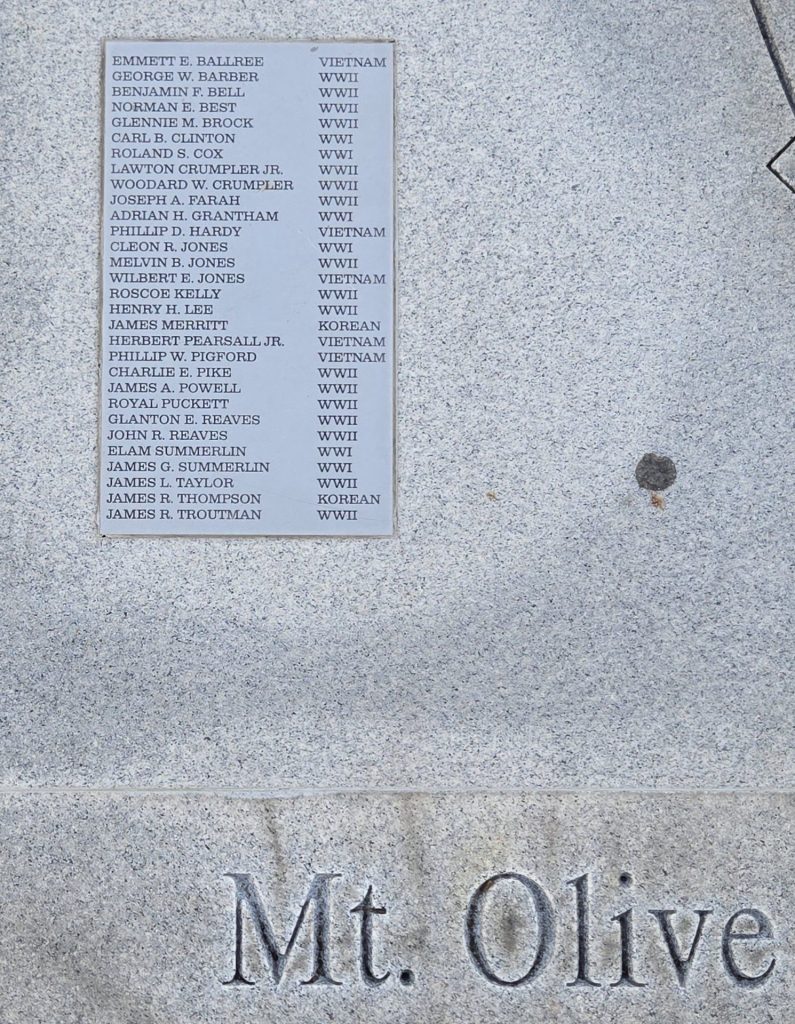 EMMETT E. BALLREE VIETNAM
GEORGE W. BARBER WWII
BENJAMIN F. BELL WWII
NORMAN E. BEST WWII
GLENNIE M. BROCK WWII
CARL B. CLINTON WWI
ROLAND S. COX WWI
LAWTON CRUMPLER JR. WWII
WOODARD W. CRUMPLER WWII
JOSEPH A. FARAH WWII
ADRIAN H. GRANTHAM WWI
PHILLIP D. HARDY VIETNAM
CLEON R. JONES WWI
MELVIN B. JONES WWII
WILBERT E. JONES VIETNAM
ROSCOE KELLY WWII
HENRY H. LEE WWII
JAMES MERRITT KOREAN
HERBERT PEARSALL JR. VIETNAM
PHILLIP W. PIGFORD VIETNAM
CHARLIE E. PIKE WWII
JAMES A. POWELL WWII
ROYAL PUCKETT WWII
GLANTON E. REAVES WWII
JOHN R. REAVES WWII
ELAM SUMMERLIN WWI
JAMES G. SUMMERLIN WWI
JAMES L. TAYLOR WWII
JAMES R. THOMPSON KOREAN
JAMES R. TROUTMAN WWII
Mt. Olive